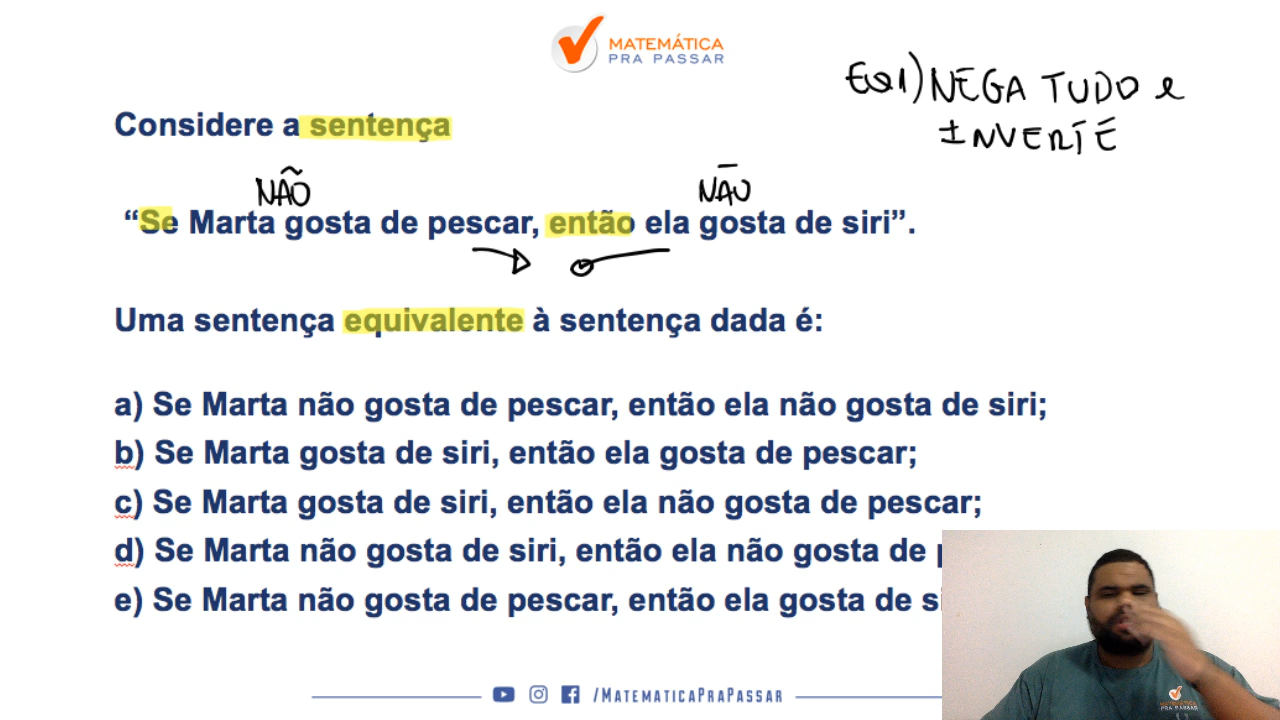 MATEMÁTICA
PRA PASSAR
EQ1) NEGA TUDO e
INVERTE
Considere a sentença
NÃO NÃO
“Se Marta gosta de pescar, então ela gosta de siri”.
Uma sentença equivalente à sentença dada é:
a) Se Marta não gosta de pescar, então ela não gosta de siri;
b) Se Marta gosta de siri, então ela gosta de pescar;
c) Se Marta gosta de siri, então ela não gosta de pescar;
d) Se Marta não gosta de siri, então ela não gosta de
e) Se Marta não gosta de pescar, então ela gosta de
/MatematicaPraPassar
MATEMÁTICA
PRA PASSAR